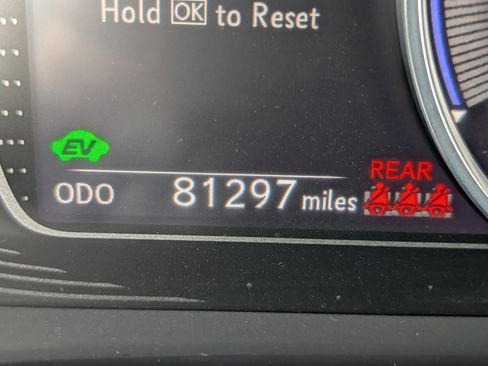 Hold OK to Reset
EV
REAR
ODO 81297 miles